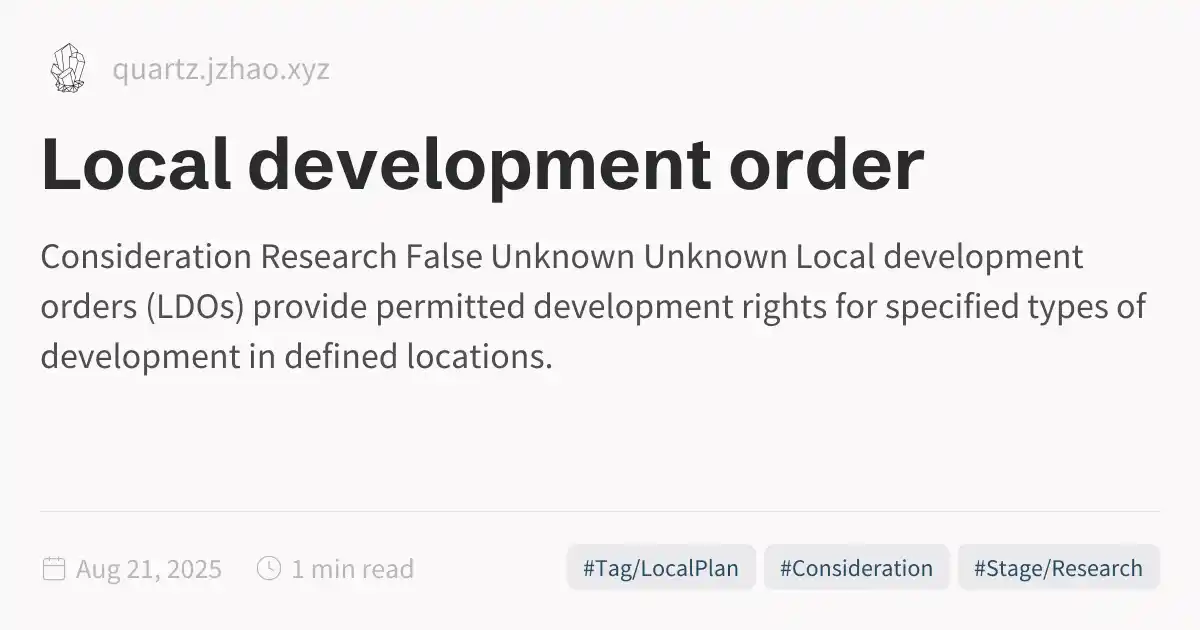 quartz.jzhao.xyz
Local development order
Consideration Research False Unknown Unknown Local development
orders (LDOs) provide permitted development rights for specified types of
development in defined locations.
Aug 21, 2025 1 min read #Tag/LocalPlan #Consideration #Stage/Research